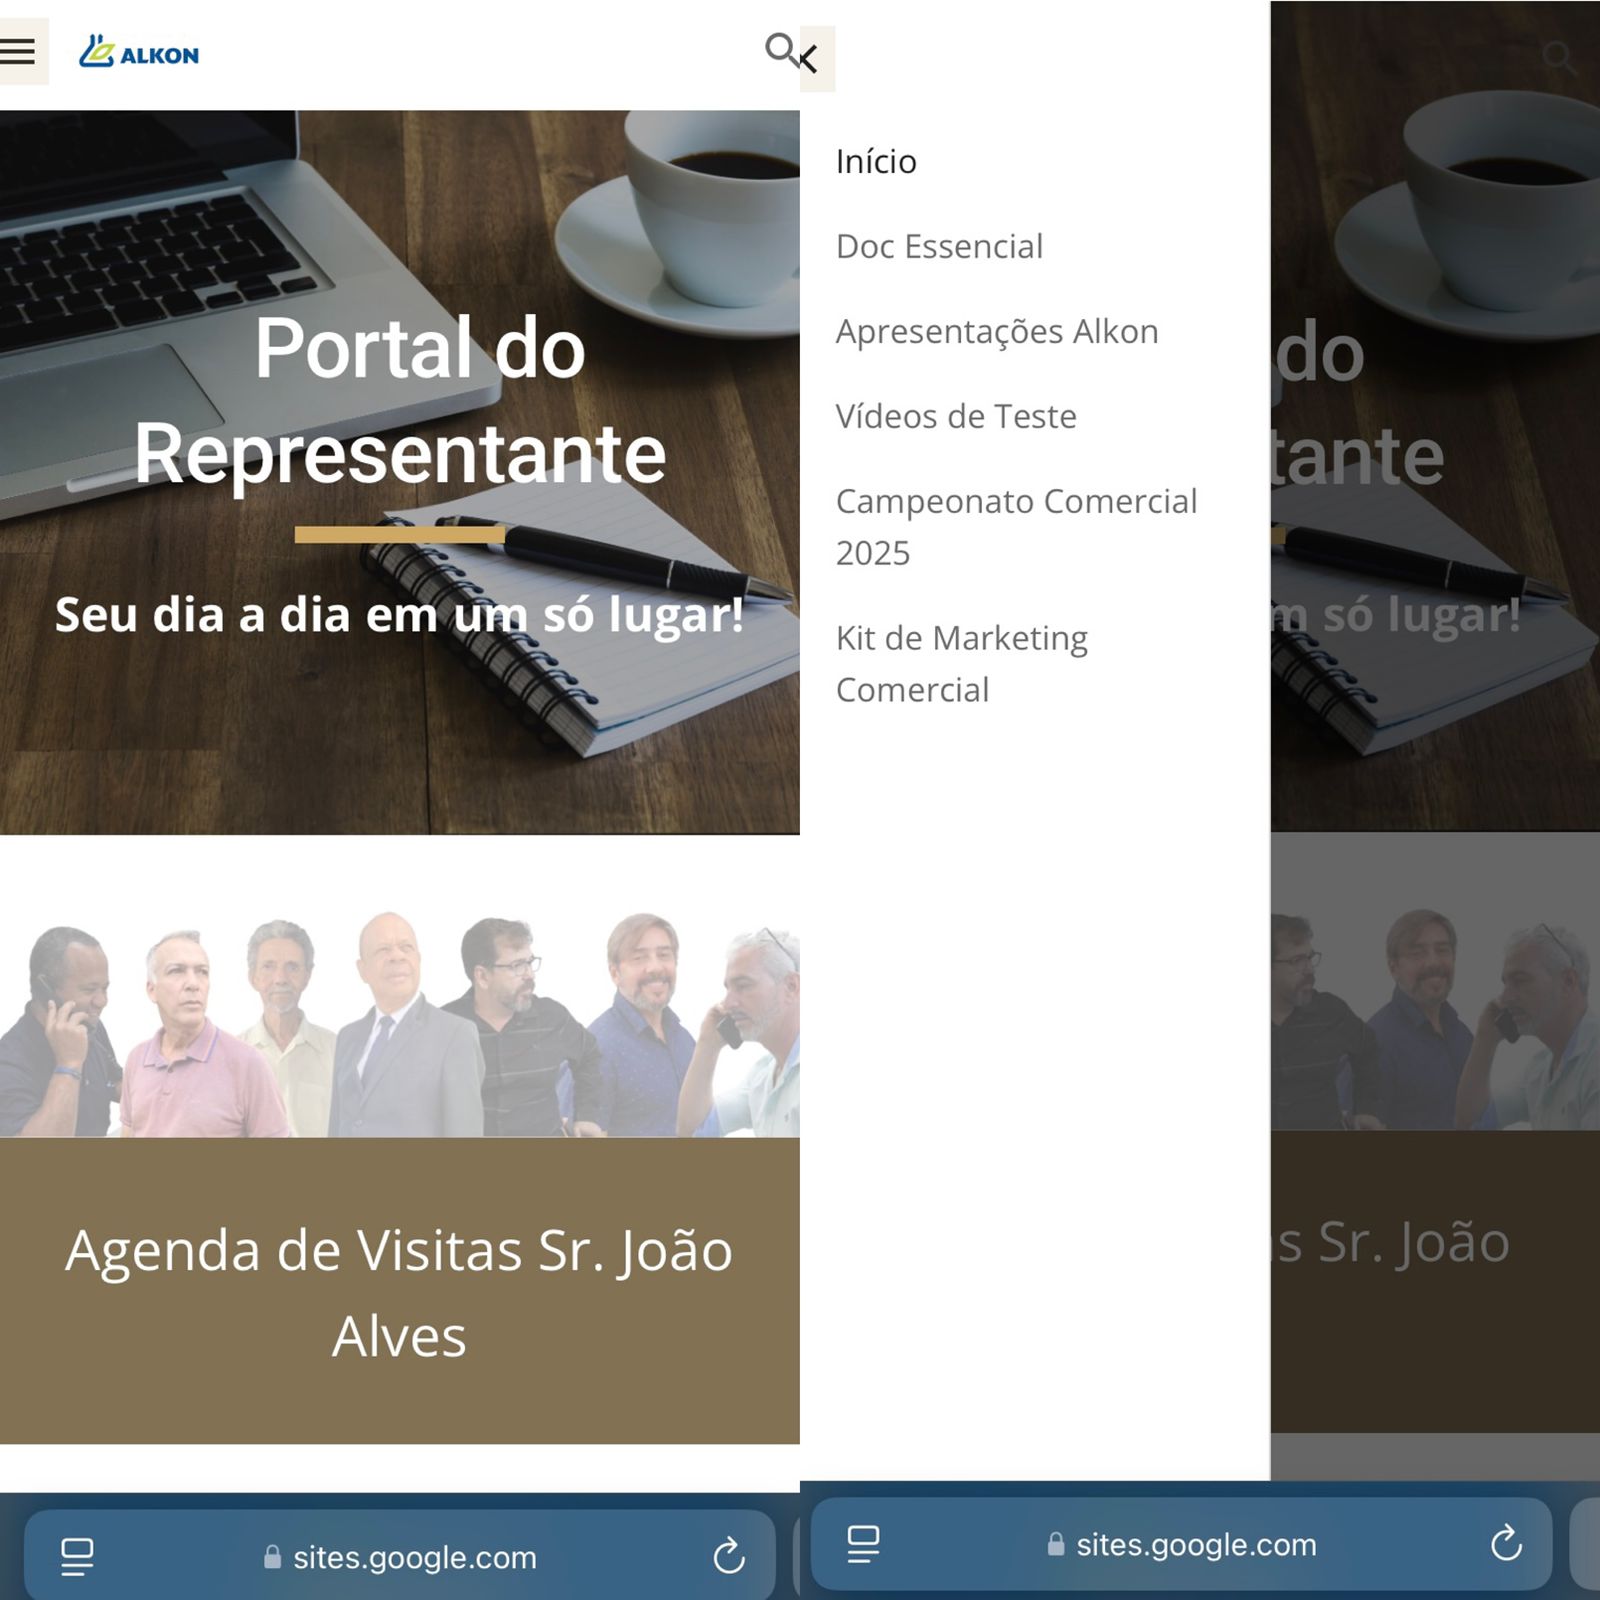 ALKON
Portal do
Representante
Seu dia a dia em um só lugar!
Agenda de Visitas Sr. João
Alves
sites.google.com
Início
Doc Essencial
Apresentações Alkon
Vídeos de Teste
Campeonato Comercial
2025
Kit de Marketing
Comercial
do
tante
m só lugar!
s Sr. João
sites.google.com